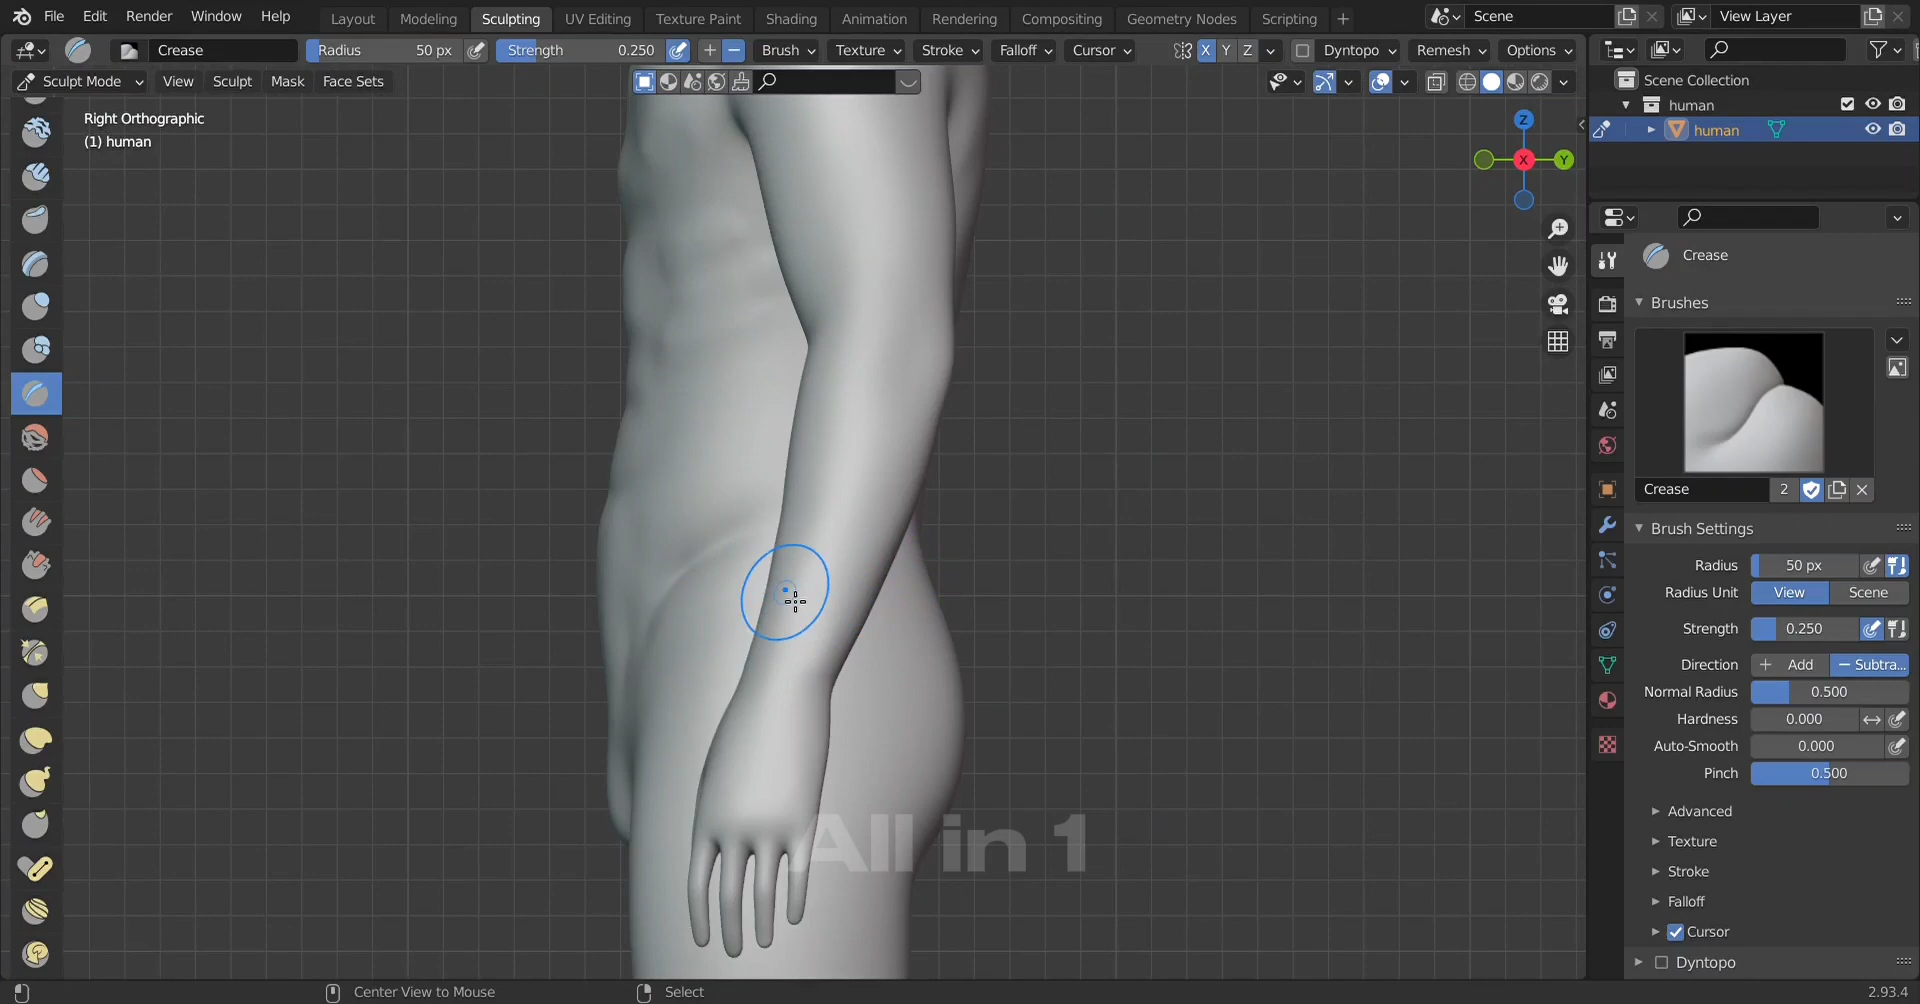 File Edit Render Window Help Layout Modeling Sculpting UV Editing Texture Paint Shading Animation Rendering Compositing Geometry Nodes Scripting + Scene View Layer
Crease Radius 50 px Strength 0.250 + − Brush Texture Stroke Falloff Cursor X Y Z Dyntopo Remesh Options
Sculpt Mode View Sculpt Mask Face Sets
Right Orthographic
(1) human
Z
X
Y
Scene Collection
human
human
Crease
Brushes
Crease 2
Brush Settings
Radius 50 px
Radius Unit View Scene
Strength 0.250
Direction + Add − Subtra...
Normal Radius 0.500
Hardness 0.000
Auto-Smooth 0.000
Pinch 0.500
Advanced
Texture
Stroke
Falloff
Cursor
Dyntopo
All in 1
Center View to Mouse Select 2.93.4